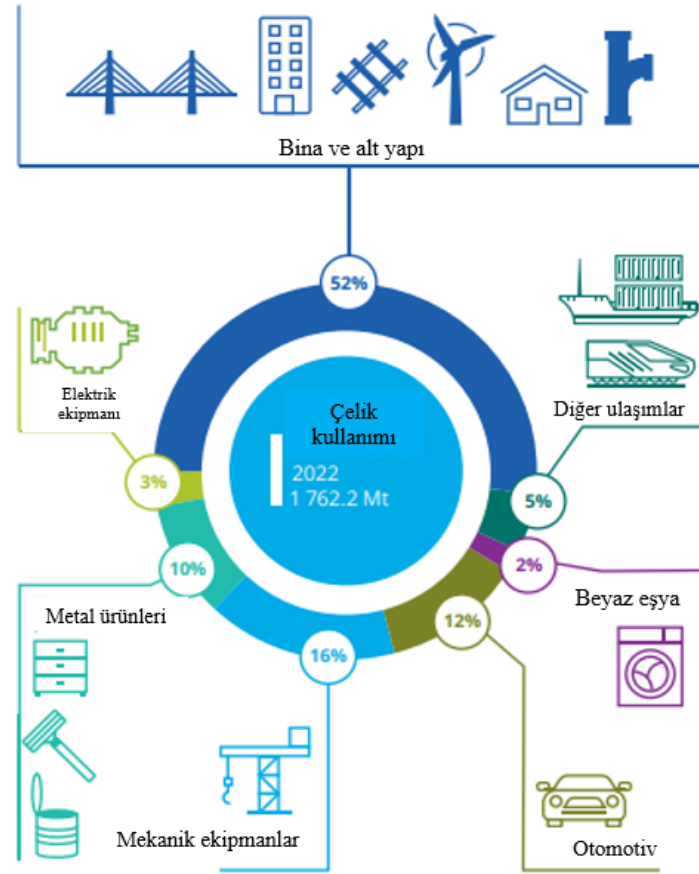 Bina ve alt yapı
52%
Elektrik
ekipmanı
Çelik
kullanımı
2022
1 762.2 Mt
Diğer ulaşımlar
3%
5%
10%
2%
Metal ürünleri
Beyaz eşya
12%
16%
Mekanik ekipmanlar
Otomotiv